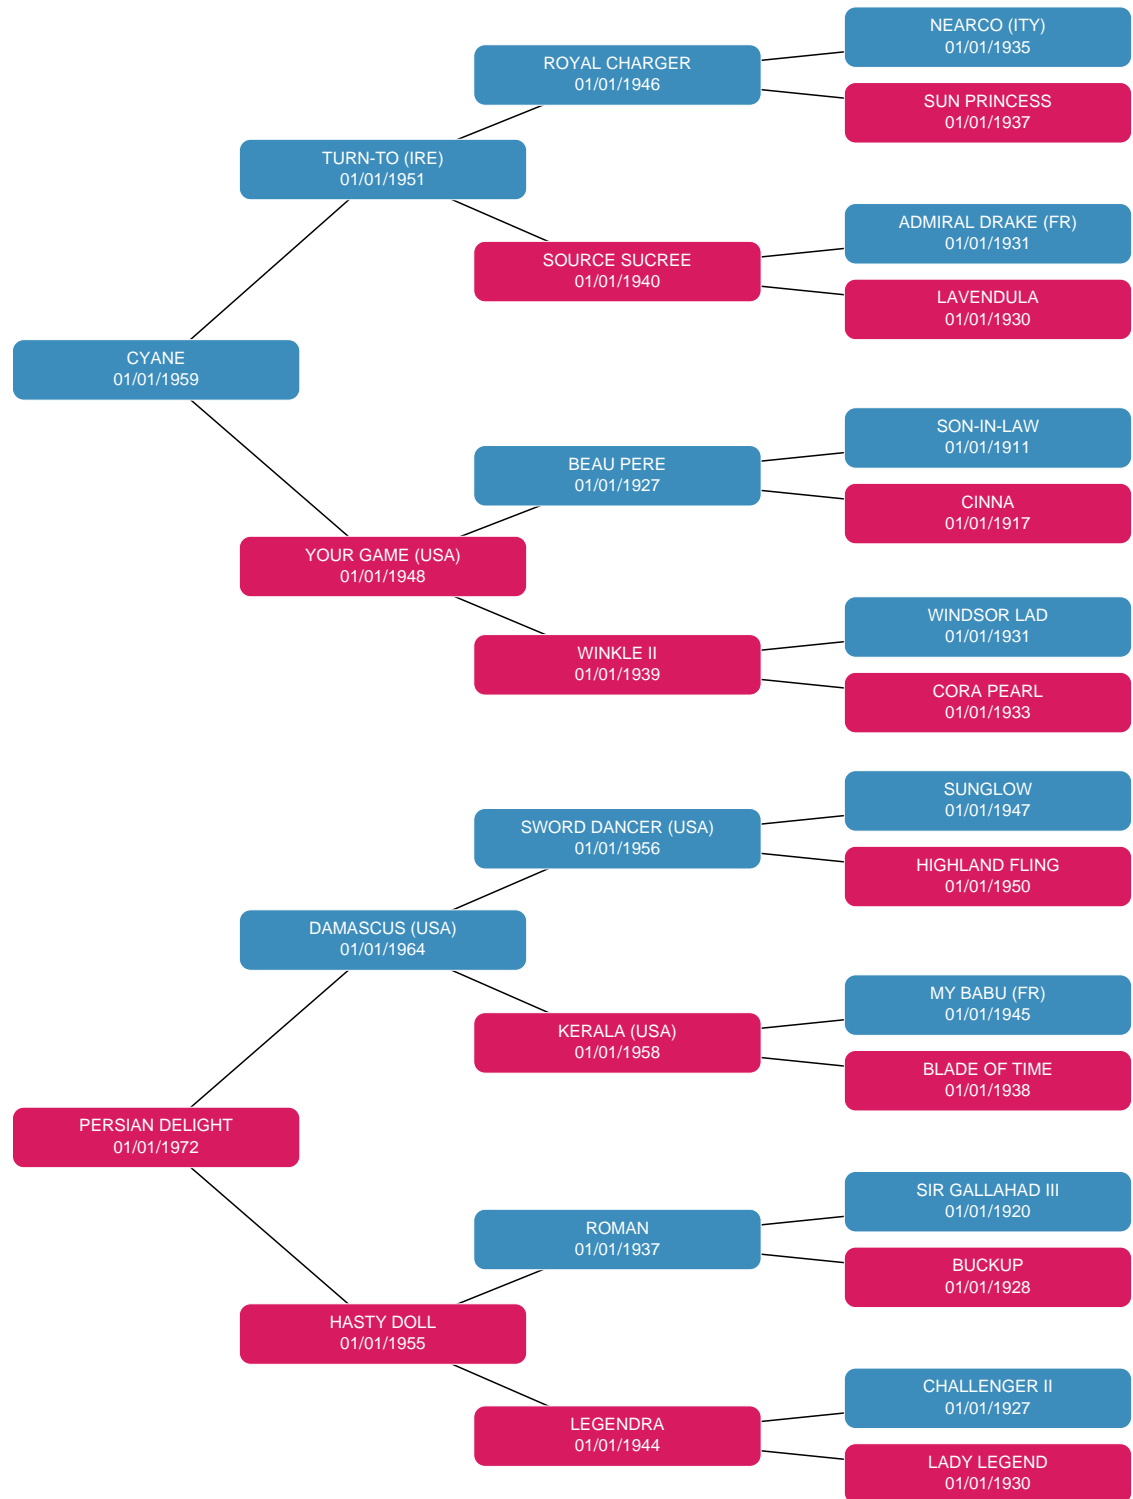 NEARCO (ITY)
01/01/1935
ROYAL CHARGER
01/01/1946
SUN PRINCESS
01/01/1937
TURN-TO (IRE)
01/01/1951
ADMIRAL DRAKE (FR)
01/01/1931
SOURCE SUCREE
01/01/1940
LAVENDULA
01/01/1930
CYANE
01/01/1959
SON-IN-LAW
01/01/1911
BEAU PERE
01/01/1927
CINNA
01/01/1917
YOUR GAME (USA)
01/01/1948
WINDSOR LAD
01/01/1931
WINKLE II
01/01/1939
CORA PEARL
01/01/1933
SUNGLOW
01/01/1947
SWORD DANCER (USA)
01/01/1956
HIGHLAND FLING
01/01/1950
DAMASCUS (USA)
01/01/1964
MY BABU (FR)
01/01/1945
KERALA (USA)
01/01/1958
BLADE OF TIME
01/01/1938
PERSIAN DELIGHT
01/01/1972
SIR GALLAHAD III
01/01/1920
ROMAN
01/01/1937
BUCKUP
01/01/1928
HASTY DOLL
01/01/1955
CHALLENGER II
01/01/1927
LEGENDRA
01/01/1944
LADY LEGEND
01/01/1930